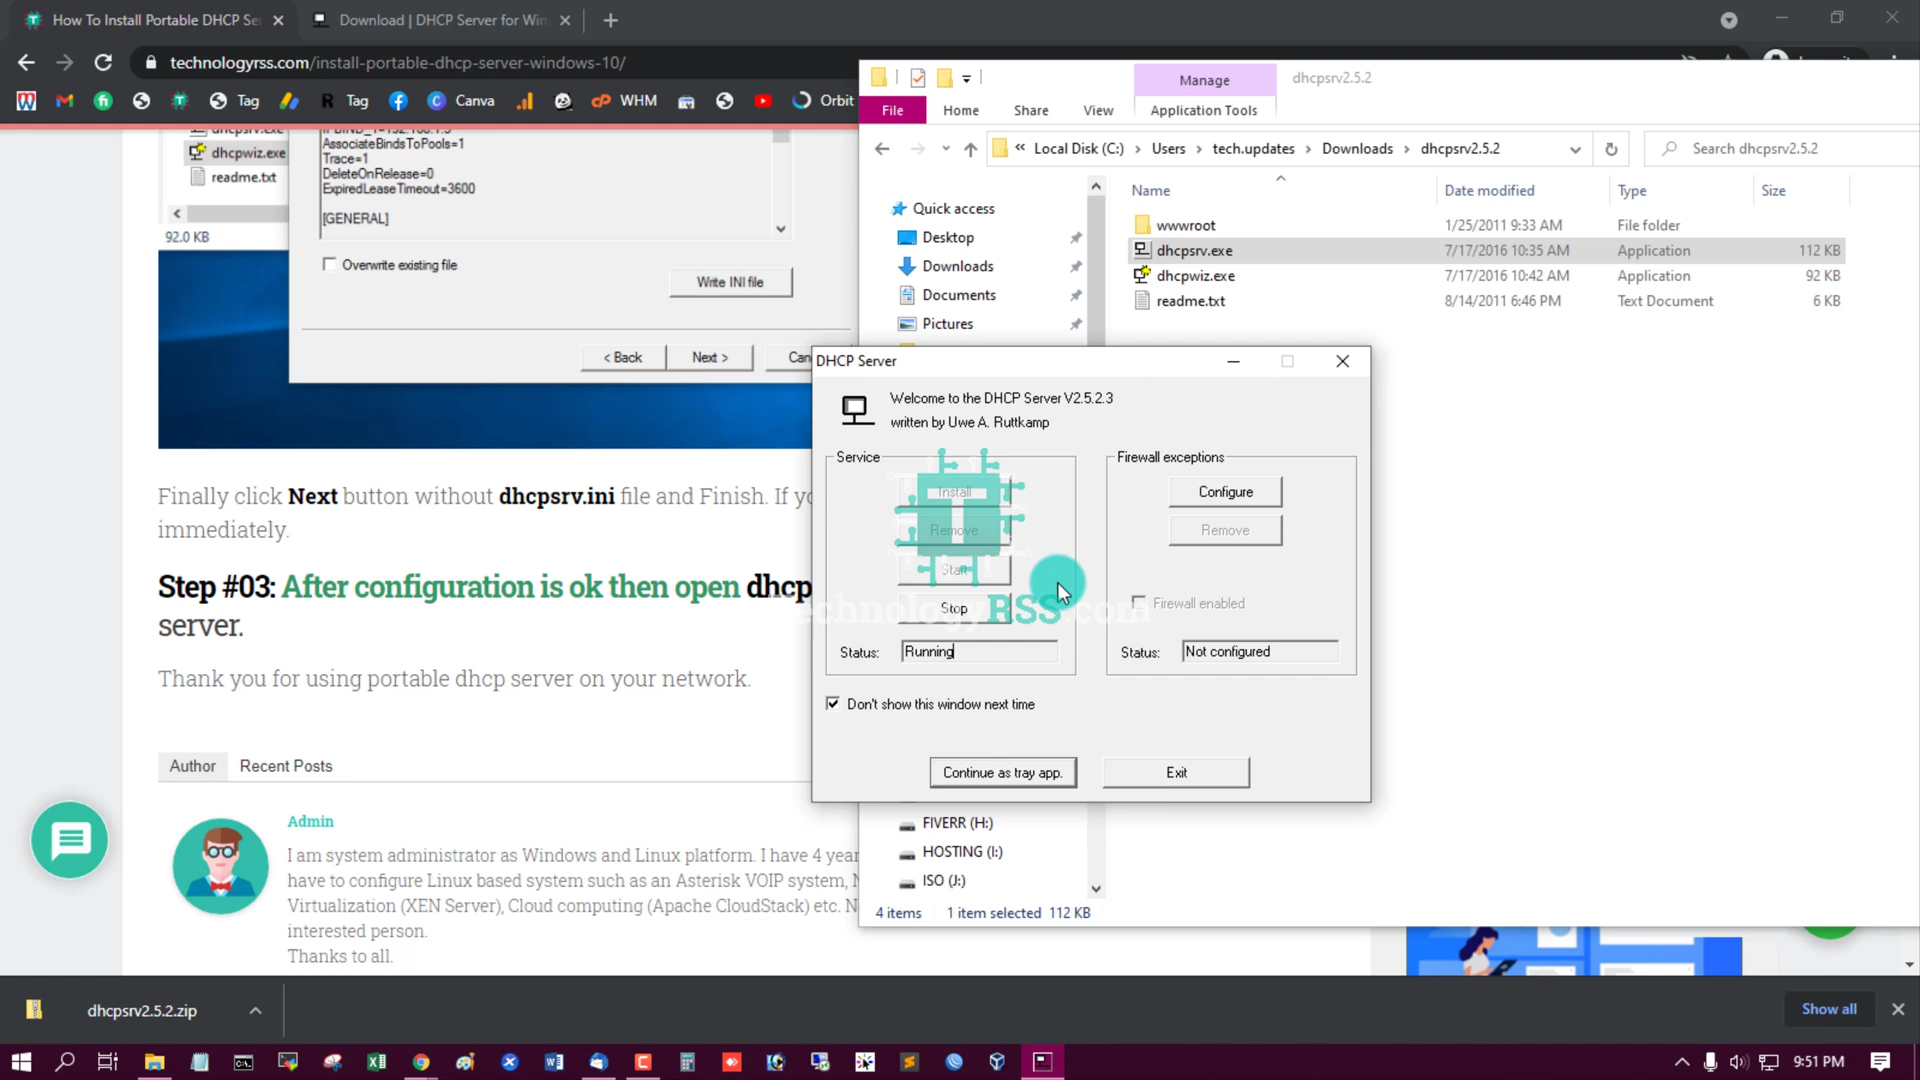 How To Install Portable DHCP Se
Download | DHCP Server for Win
technologyrss.com/install-portable-dhcp-server-windows-10/
Tag
Tag
Canva
WHM
Orbit
Manage
dhcpsrv2.5.2
File
Home
Share
View
Application Tools
« Local Disk (C:) › Users › tech.updates › Downloads › dhcpsrv2.5.2
Search dhcpsrv2.5.2
Name
Date modified
Type
Size
Quick access
Desktop
Downloads
Documents
Pictures
wwwroot
1/25/2011 9:33 AM
File folder
dhcpsrv.exe
7/17/2016 10:35 AM
Application
112 KB
dhcpwiz.exe
7/17/2016 10:42 AM
Application
92 KB
readme.txt
8/14/2011 6:46 PM
Text Document
6 KB
dhcpwiz.exe
readme.txt
92.0 KB
AssociateBindsToPools=1
Trace=1
DeleteOnRelease=0
ExpiredLeaseTimeout=3600
[GENERAL]
Overwrite existing file
Write INI file
< Back
Next >
DHCP Server
Welcome to the DHCP Server V2.5.2.3
written by Uwe A. Ruttkamp
Service
Install
Remove
Start
Stop
Status:
Running
Firewall exceptions
Configure
Remove
Firewall enabled
Status:
Not configured
Don't show this window next time
Continue as tray app.
Exit
technologyRSS.com
Finally click Next button without dhcpsrv.ini file and Finish. If
immediately.
Step #03: After configuration is ok then open dhcp
server.
Thank you for using portable dhcp server on your network.
Author
Recent Posts
Admin
I am system administrator as Windows and Linux platform. I have 4 year
have to configure Linux based system such as an Asterisk VOIP system,
Virtualization (XEN Server), Cloud computing (Apache CloudStack) etc.
interested person.
Thanks to all.
FIVERR (H:)
HOSTING (I:)
ISO (J:)
4 items
1 item selected 112 KB
dhcpsrv2.5.2.zip
Show all
9:51 PM